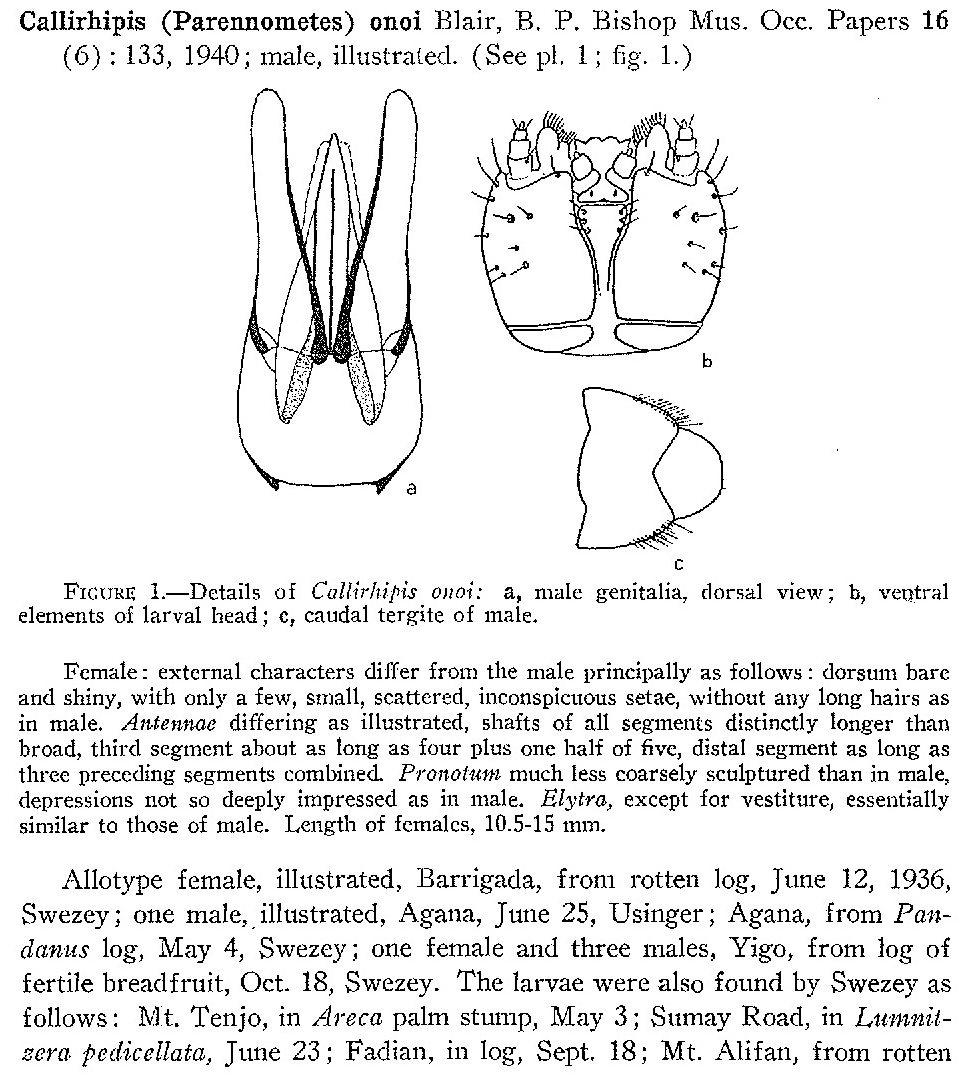 Callirhipis (Parennometes) onoi Blair, B. P. Bishop Mus. Occ. Papers 16
(6) : 133, 1940; male, illustrated. (See pl. 1; fig. 1.)
a
b
c
FIGURE 1.—Details of Callirhipis onoi: a, male genitalia, dorsal view; b, ventral
elements of larval head; c, caudal tergite of male.
Female: external characters differ from the male principally as follows: dorsum bare
and shiny, with only a few, small, scattered, inconspicuous setae, without any long hairs as
in male. Antennae differing as illustrated, shafts of all segments distinctly longer than
broad, third segment about as long as four plus one half of five, distal segment as long as
three preceding segments combined. Pronotum much less coarsely sculptured than in male,
depressions not so deeply impressed as in male. Elytra, except for vestiture, essentially
similar to those of male. Length of females, 10.5-15 mm.
Allotype female, illustrated, Barrigada, from rotten log, June 12, 1936,
Swezey; one male, illustrated, Agana, June 25, Usinger; Agana, from Pan-
danus log, May 4, Swezey; one female and three males, Yigo, from log of
fertile breadfruit, Oct. 18, Swezey. The larvae were also found by Swezey as
follows: Mt. Tenjo, in Areca palm stump, May 3; Sumay Road, in Lumnit-
zera pedicellata, June 23; Fadian, in log, Sept. 18; Mt. Alifan, from rotten